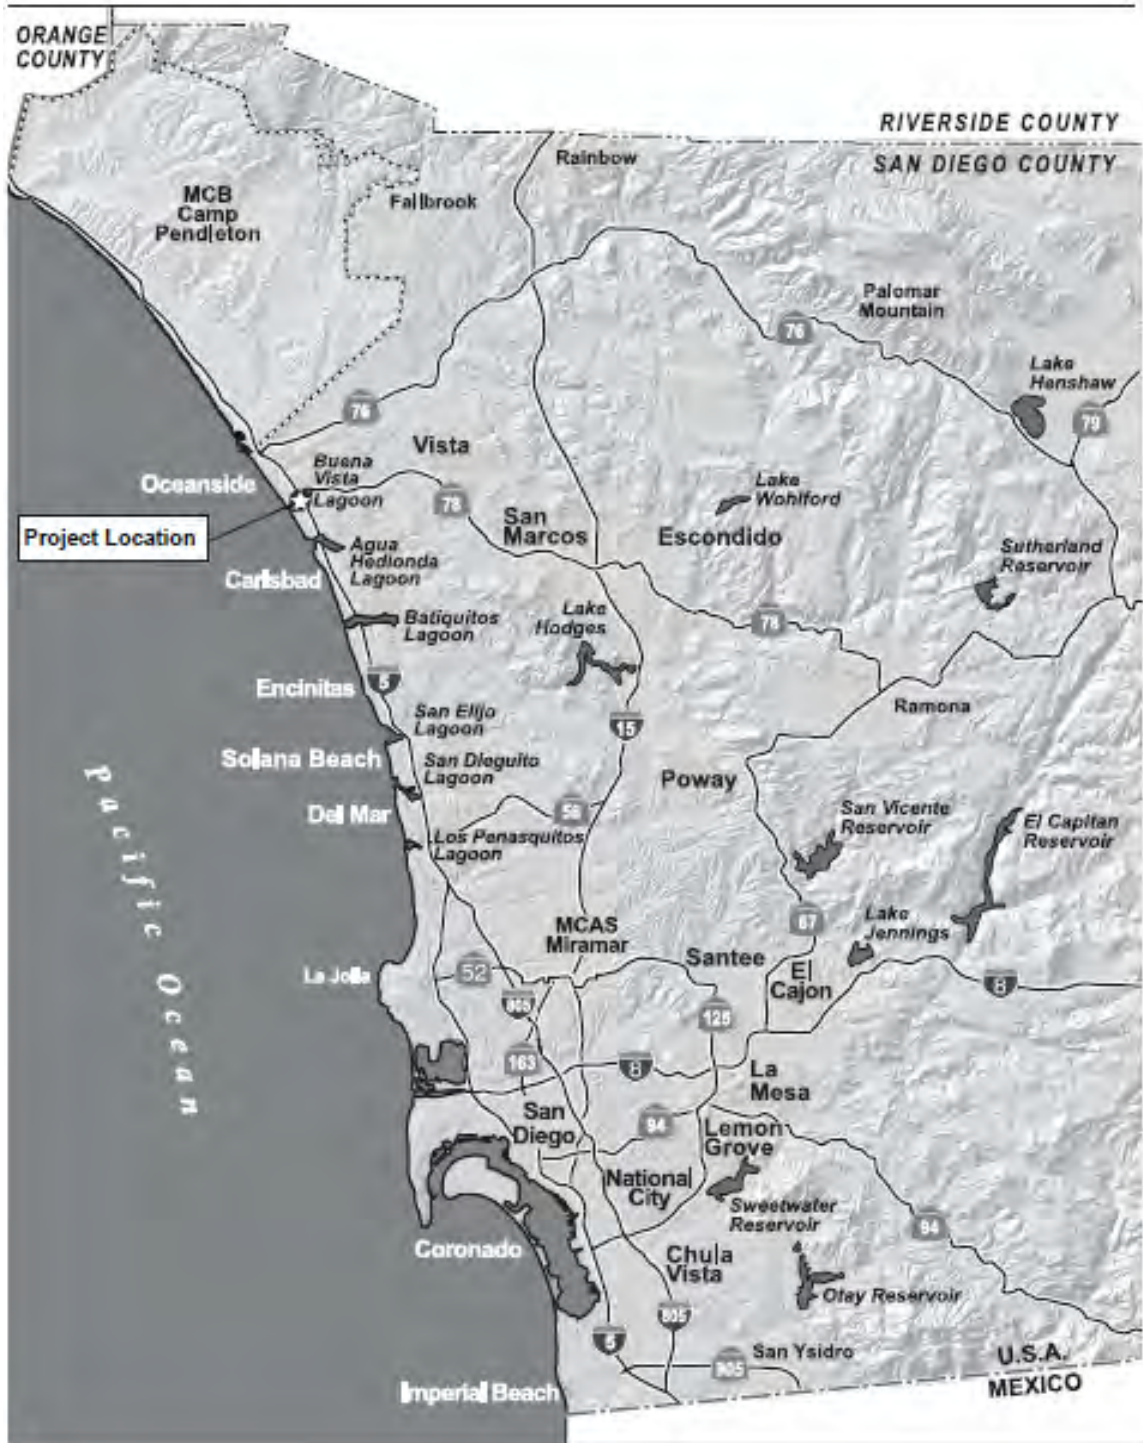 ORANGE
COUNTY
RIVERSIDE COUNTY
SAN DIEGO COUNTY
Rainbow
MCB
Camp
Pendleton
Fallbrook
Palomar
Mountain
76
Lake
Henshaw
79
76
Vista
Buena
Vista
Lagoon
Oceanside
78
Lake
Wohlford
San
Marcos
Escondido
Project Location
Agua
Hedionda
Lagoon
Sutherland
Reservoir
Carlsbad
Batiquitos
Lagoon
Lake
Hodges
78
Encinitas
5
San Elijo
Lagoon
Ramona
15
Solana Beach
San Dieguito
Lagoon
Poway
Del Mar
56
San Vicente
Reservoir
El Capitan
Reservoir
Los Penasquitos
Lagoon
Pacific Ocean
67
Lake
Jennings
MCAS
Miramar
Santee
El
Cajon
La Jolla
52
8
805
125
163
8
La
Mesa
San
Diego
94
Lemon
Grove
National
City
Sweetwater
Reservoir
94
Coronado
Chula
Vista
Otay Reservoir
805
5
San Ysidro
905
U.S.A.
MEXICO
Imperial Beach